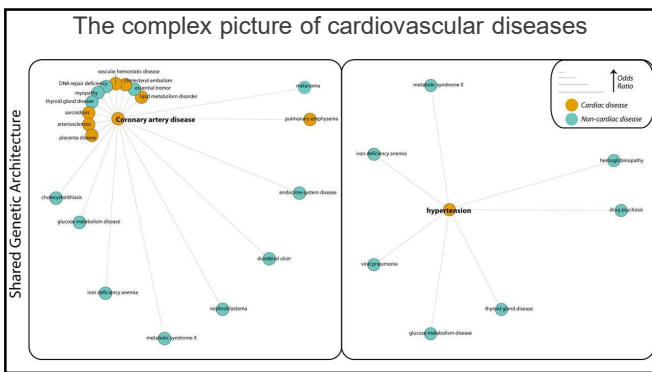 The complex picture of cardiovascular diseases
Shared Genetic Architecture
vascular hemostatic disease
cholesterol embolism
DNA repair deficiency
essential tremor
myopathy
lipid metabolism disorder
thyroid gland disease
sarcoidosis
Coronary artery disease
arteriosclerosis
placenta disease
melanoma
pulmonary emphysema
cholecystolithiasis
endocrine system disease
glucose metabolism disease
duodenal ulcer
iron deficiency anemia
nephroblastoma
metabolic syndrome X
metabolic syndrome X
iron deficiency anemia
hemoglobinopathy
hypertension
drug psychosis
viral pneumonia
thyroid gland disease
glucose metabolism disease
Odds
Ratio
Cardiac disease
Non-cardiac disease